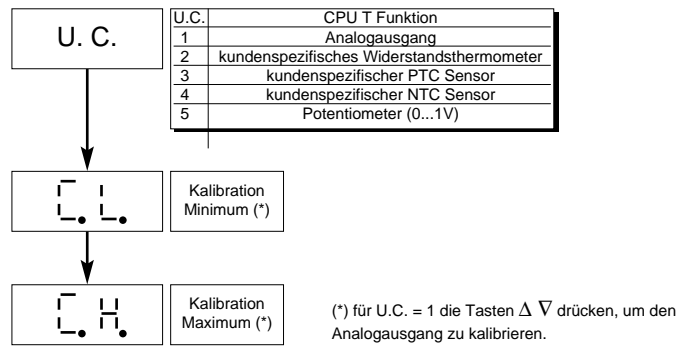 U. C.
U.C. CPU T Funktion
1 Analogausgang
2 kundenspezifisches Widerstandsthermometer
3 kundenspezifischer PTC Sensor
4 kundenspezifischer NTC Sensor
5 Potentiometer (0...1V)
C. L.
Kalibration
Minimum (*)
C. H.
Kalibration
Maximum (*)
(*) für U.C. = 1 die Tasten Δ ∇ drücken, um den
Analogausgang zu kalibrieren.